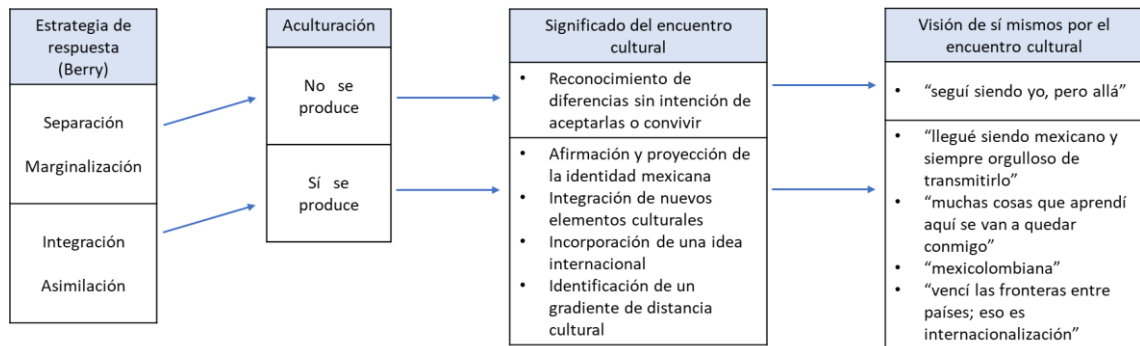 Estrategia de
respuesta
(Berry)
Separación
Marginalización
Integración
Asimilación
Aculturación
No se
produce
Sí se
produce
Significado del encuentro
cultural
• Reconocimiento de
diferencias sin intención de
aceptarlas o convivir
• Afirmación y proyección de
la identidad mexicana
• Integración de nuevos
elementos culturales
• Incorporación de una idea
internacional
• Identificación de un
gradiente de distancia
cultural
Visión de sí mismos por el
encuentro cultural
• “seguí siendo yo, pero allá”
• “llegué siendo mexicano y
siempre orgulloso de
transmitirlo”
• “muchas cosas que aprendí
aquí se van a quedar
conmigo”
• “mexicolombiana”
• “vencí las fronteras entre
países; eso es
internacionalización”